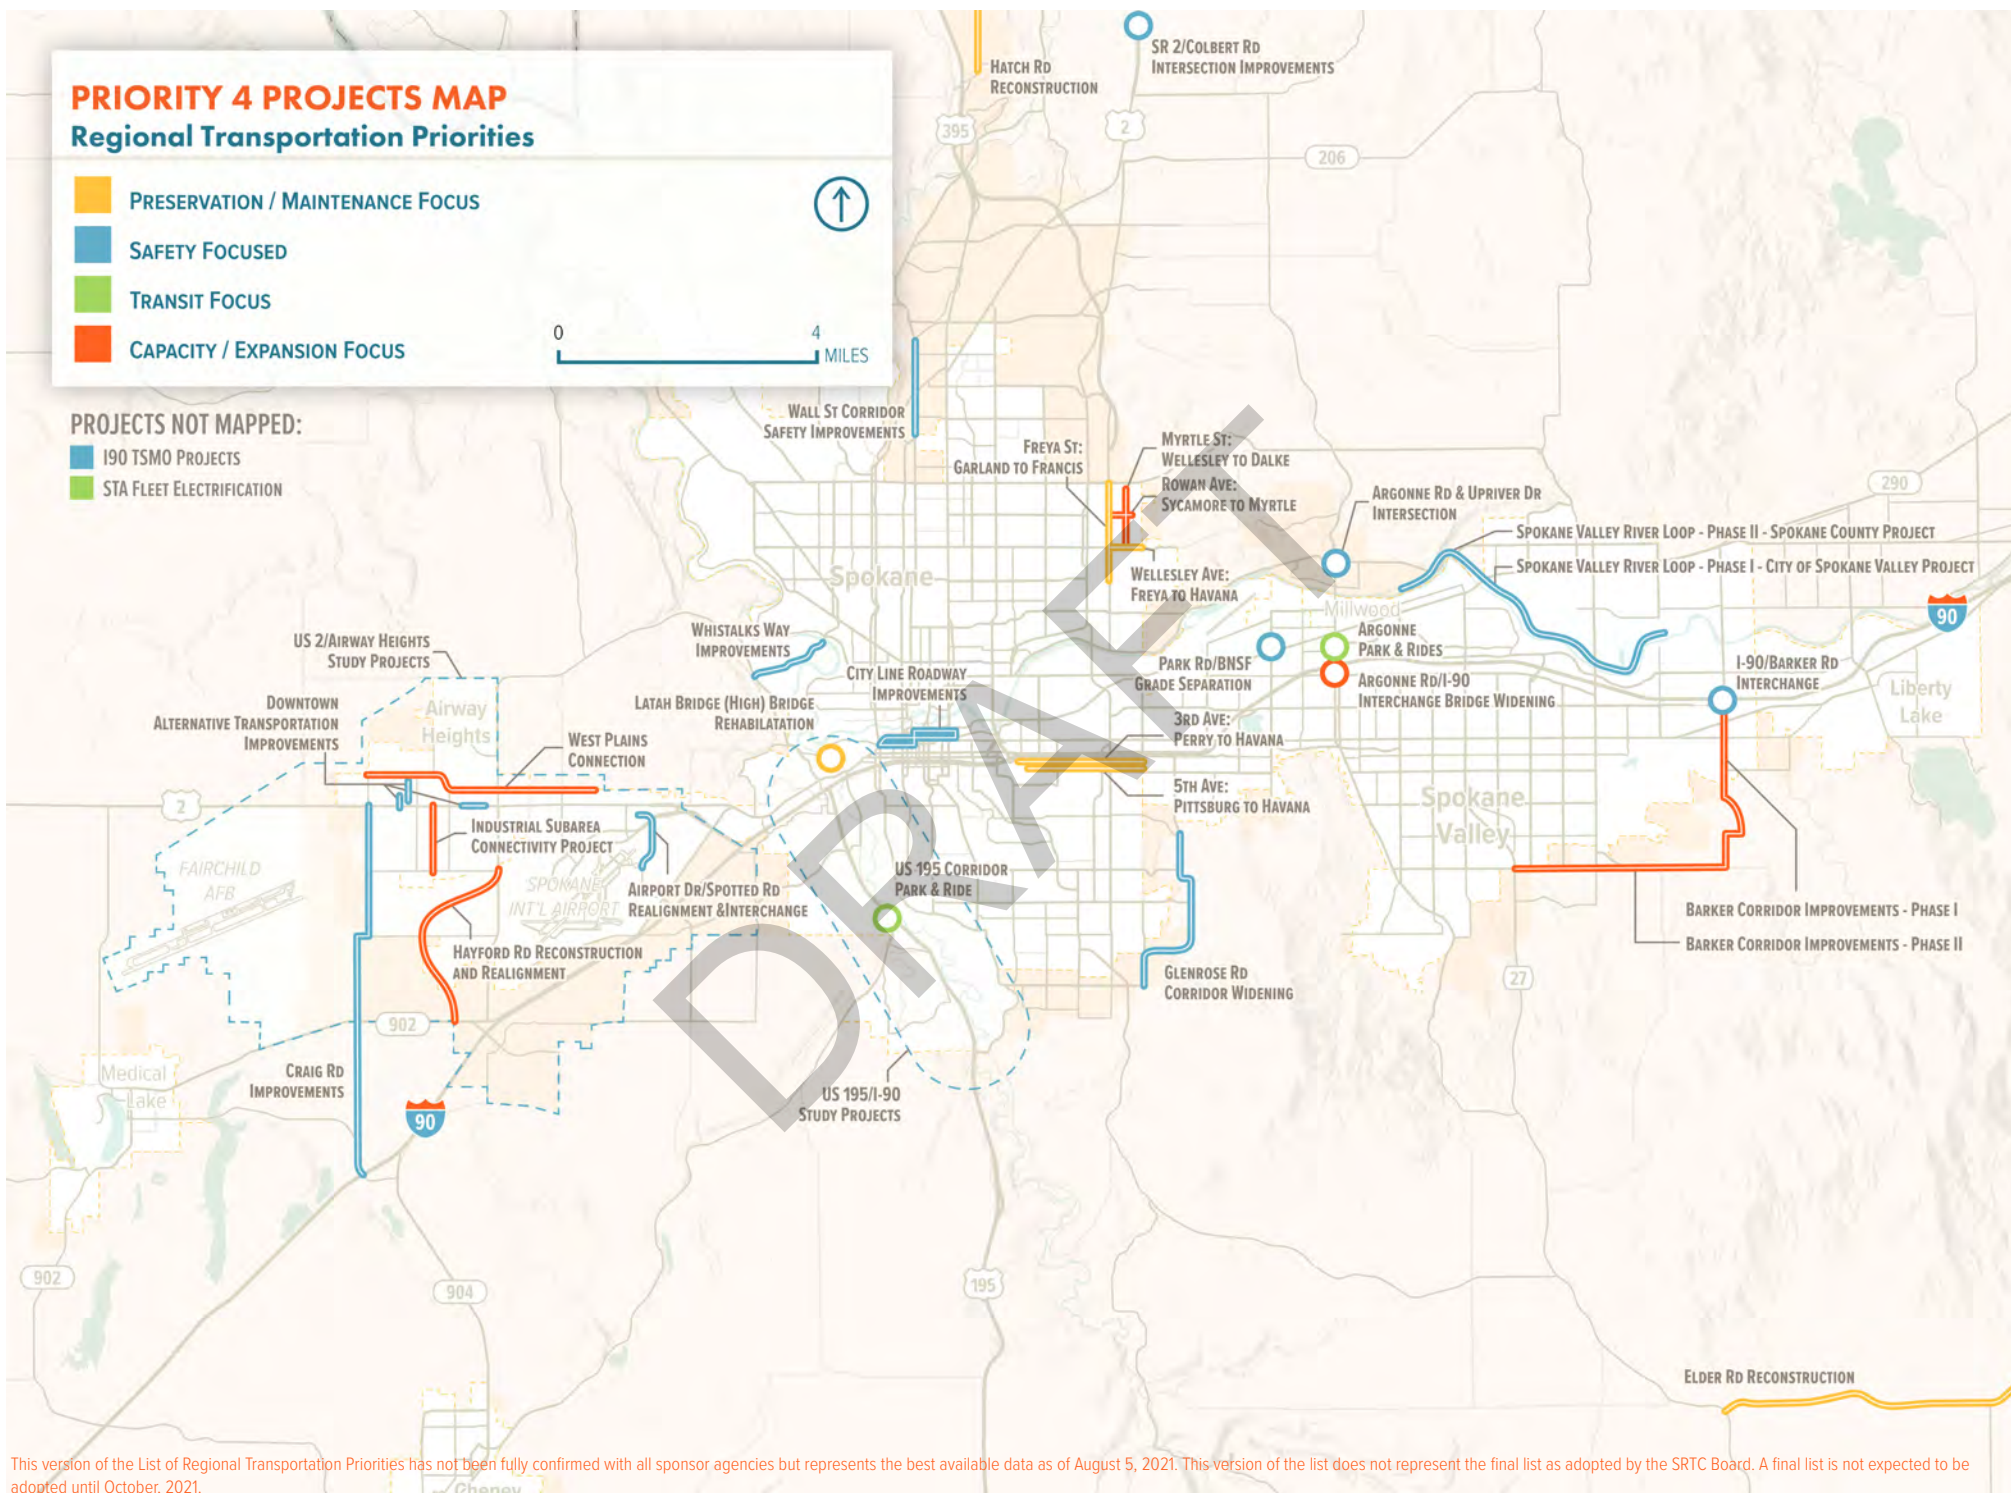 PRIORITY 4 PROJECTS MAP
Regional Transportation Priorities
PRESERVATION / MAINTENANCE FOCUS
SAFETY FOCUSED
TRANSIT FOCUS
CAPACITY / EXPANSION FOCUS
0
4
MILES
PROJECTS NOT MAPPED:
I90 TSMO PROJECTS
STA FLEET ELECTRIFICATION
HATCH RD
RECONSTRUCTION
SR 2/COLBERT RD
INTERSECTION IMPROVEMENTS
395
2
206
WALL ST CORRIDOR
SAFETY IMPROVEMENTS
FREYA ST:
GARLAND TO FRANCIS
MYRTLE ST:
WELLESLEY TO DALKE
ROWAN AVE:
SYCAMORE TO MYRTLE
ARGONNE RD & UPRIVER DR
INTERSECTION
290
SPOKANE VALLEY RIVER LOOP - PHASE II - SPOKANE COUNTY PROJECT
SPOKANE VALLEY RIVER LOOP - PHASE I - CITY OF SPOKANE VALLEY PROJECT
Spokane
WELLESLEY AVE:
FREYA TO HAVANA
Millwood
90
WHISTALKS WAY
IMPROVEMENTS
US 2/AIRWAY HEIGHTS
STUDY PROJECTS
ARGONNE
PARK & RIDES
PARK RD/BNSF
GRADE SEPARATION
ARGONNE RD/I-90
INTERCHANGE BRIDGE WIDENING
I-90/BARKER RD
INTERCHANGE
Liberty
Lake
CITY LINE ROADWAY
IMPROVEMENTS
DOWNTOWN
ALTERNATIVE TRANSPORTATION
IMPROVEMENTS
Airway
Heights
LATAH BRIDGE (HIGH) BRIDGE
REHABILATATION
WEST PLAINS
CONNECTION
3RD AVE:
PERRY TO HAVANA
5TH AVE:
PITTSBURG TO HAVANA
Spokane
Valley
2
INDUSTRIAL SUBAREA
CONNECTIVITY PROJECT
FAIRCHILD
AFB
SPOKANE
INT'L AIRPORT
AIRPORT DR/SPOTTED RD
REALIGNMENT &INTERCHANGE
US 195 CORRIDOR
PARK & RIDE
BARKER CORRIDOR IMPROVEMENTS - PHASE I
BARKER CORRIDOR IMPROVEMENTS - PHASE II
HAYFORD RD RECONSTRUCTION
AND REALIGNMENT
GLENROSE RD
CORRIDOR WIDENING
27
902
Medical
Lake
CRAIG RD
IMPROVEMENTS
90
US 195/I-90
STUDY PROJECTS
DRAFT
902
904
195
ELDER RD RECONSTRUCTION
Cheney
This version of the List of Regional Transportation Priorities has not been fully confirmed with all sponsor agencies but represents the best available data as of August 5, 2021. This version of the list does not represent the final list as adopted by the SRTC Board. A final list is not expected to be
adopted until October, 2021.